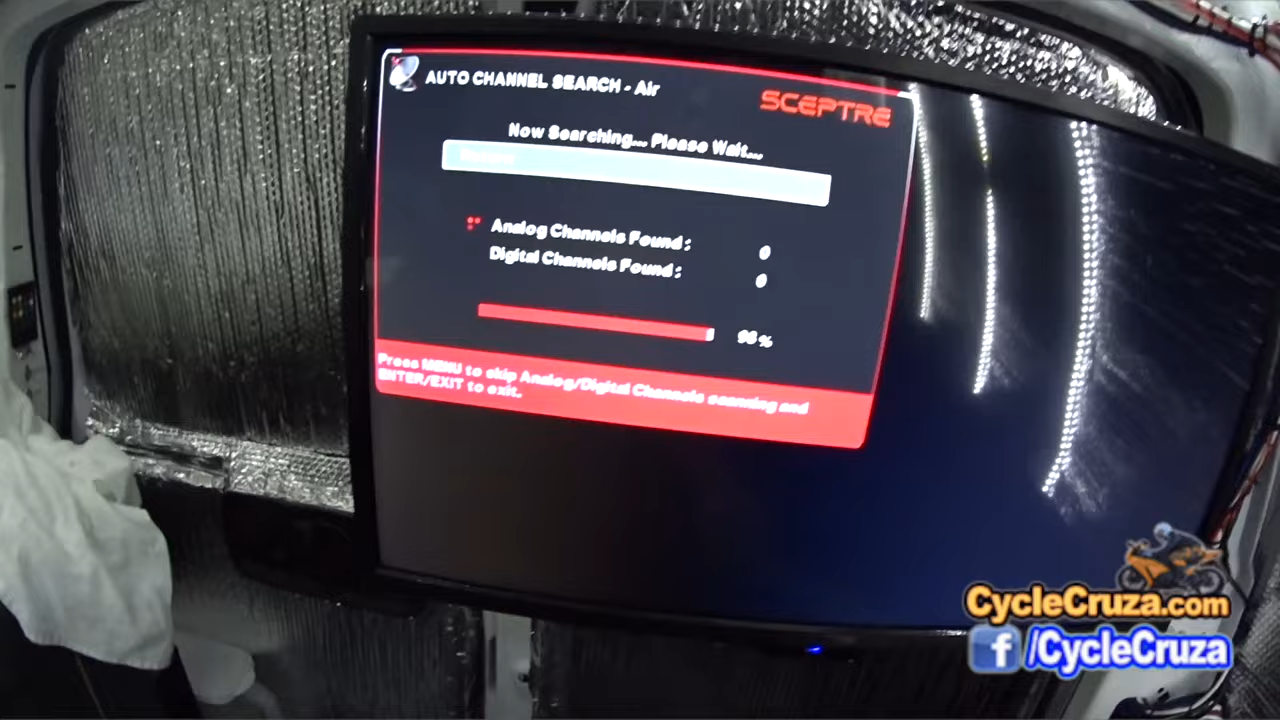 AUTO CHANNEL SEARCH - Air
SCEPTRE
Now Searching... Please Wait...
Analog Channels Found : 0
Digital Channels Found : 0
%
Press MENU to skip Analog/Digital Channels scanning and
ENTER/EXIT to exit.
CycleCruza.com
f /CycleCruza